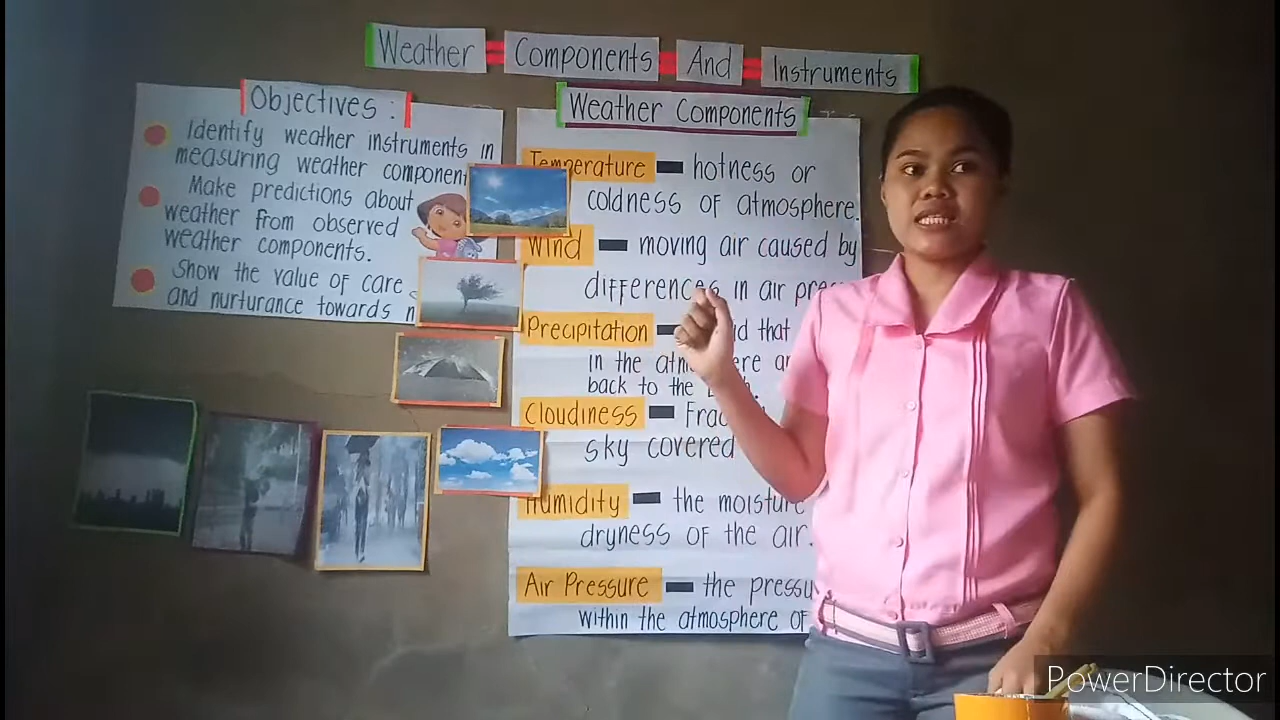 Weather Components And Instruments
Objectives :
Identify weather instruments in
measuring weather
Make predictions about
weather from observed
weather components.
Show the value of care
and nurturance towards
Weather Components
Temperature hotness or
coldness of atmosphere.
Wind moving air caused by
differences in air
Precipitation that
in the
back to the
Cloudiness
sky covered
Humidity the moisture
dryness of the air.
Air Pressure the
within the atmosphere of
PowerDirector